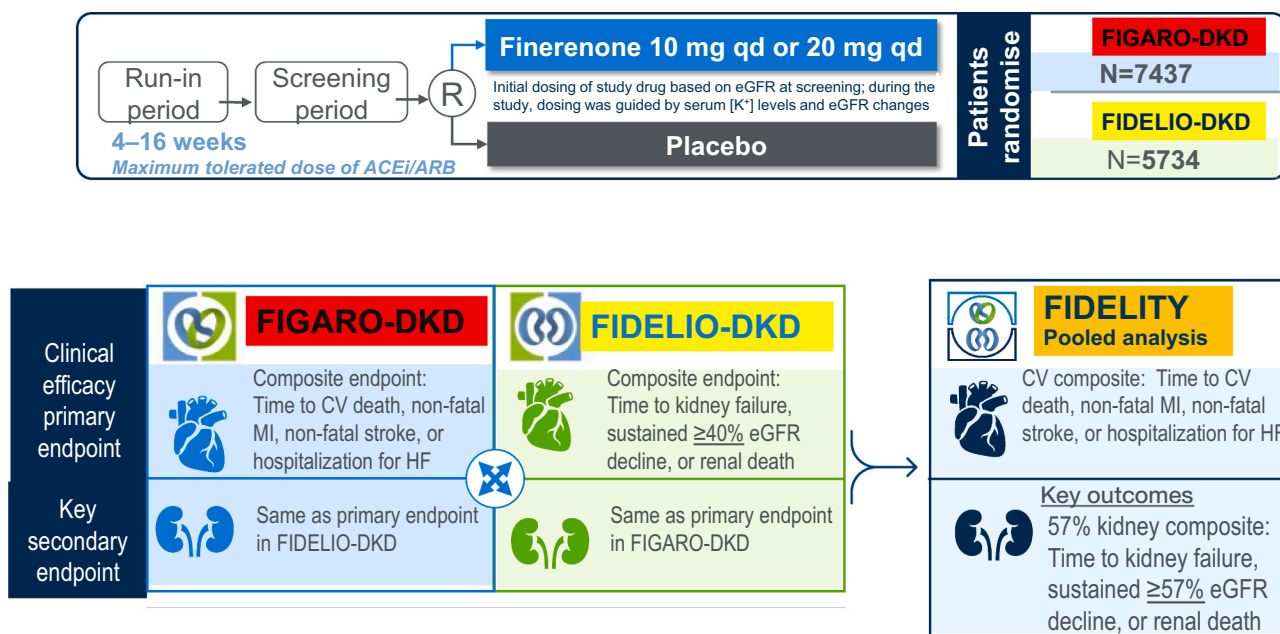 Run-in
period
Screening
period
R
4–16 weeks
Maximum tolerated dose of ACEi/ARB
Finerenone 10 mg qd or 20 mg qd
Initial dosing of study drug based on eGFR at screening; during the
study, dosing was guided by serum [K⁺] levels and eGFR changes
Placebo
Patients
randomise
FIGARO-DKD
N=7437
FIDELIO-DKD
N=5734
Clinical
efficacy
primary
endpoint
FIGARO-DKD
Composite endpoint:
Time to CV death, non-fatal
MI, non-fatal stroke, or
hospitalization for HF
FIDELIO-DKD
Composite endpoint:
Time to kidney failure,
sustained ≥40% eGFR
decline, or renal death
Key
secondary
endpoint
Same as primary endpoint
in FIDELIO-DKD
Same as primary endpoint
in FIGARO-DKD
FIDELITY
Pooled analysis
CV composite: Time to CV
death, non-fatal MI, non-fatal
stroke, or hospitalization for HF
Key outcomes
57% kidney composite:
Time to kidney failure,
sustained ≥57% eGFR
decline, or renal death